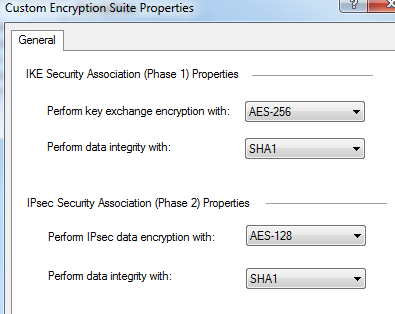 Custom Encryption Suite Properties
General
IKE Security Association (Phase 1) Properties
Perform key exchange encryption with: AES-256
Perform data integrity with: SHA1
IPsec Security Association (Phase 2) Properties
Perform IPsec data encryption with: AES-128
Perform data integrity with: SHA1